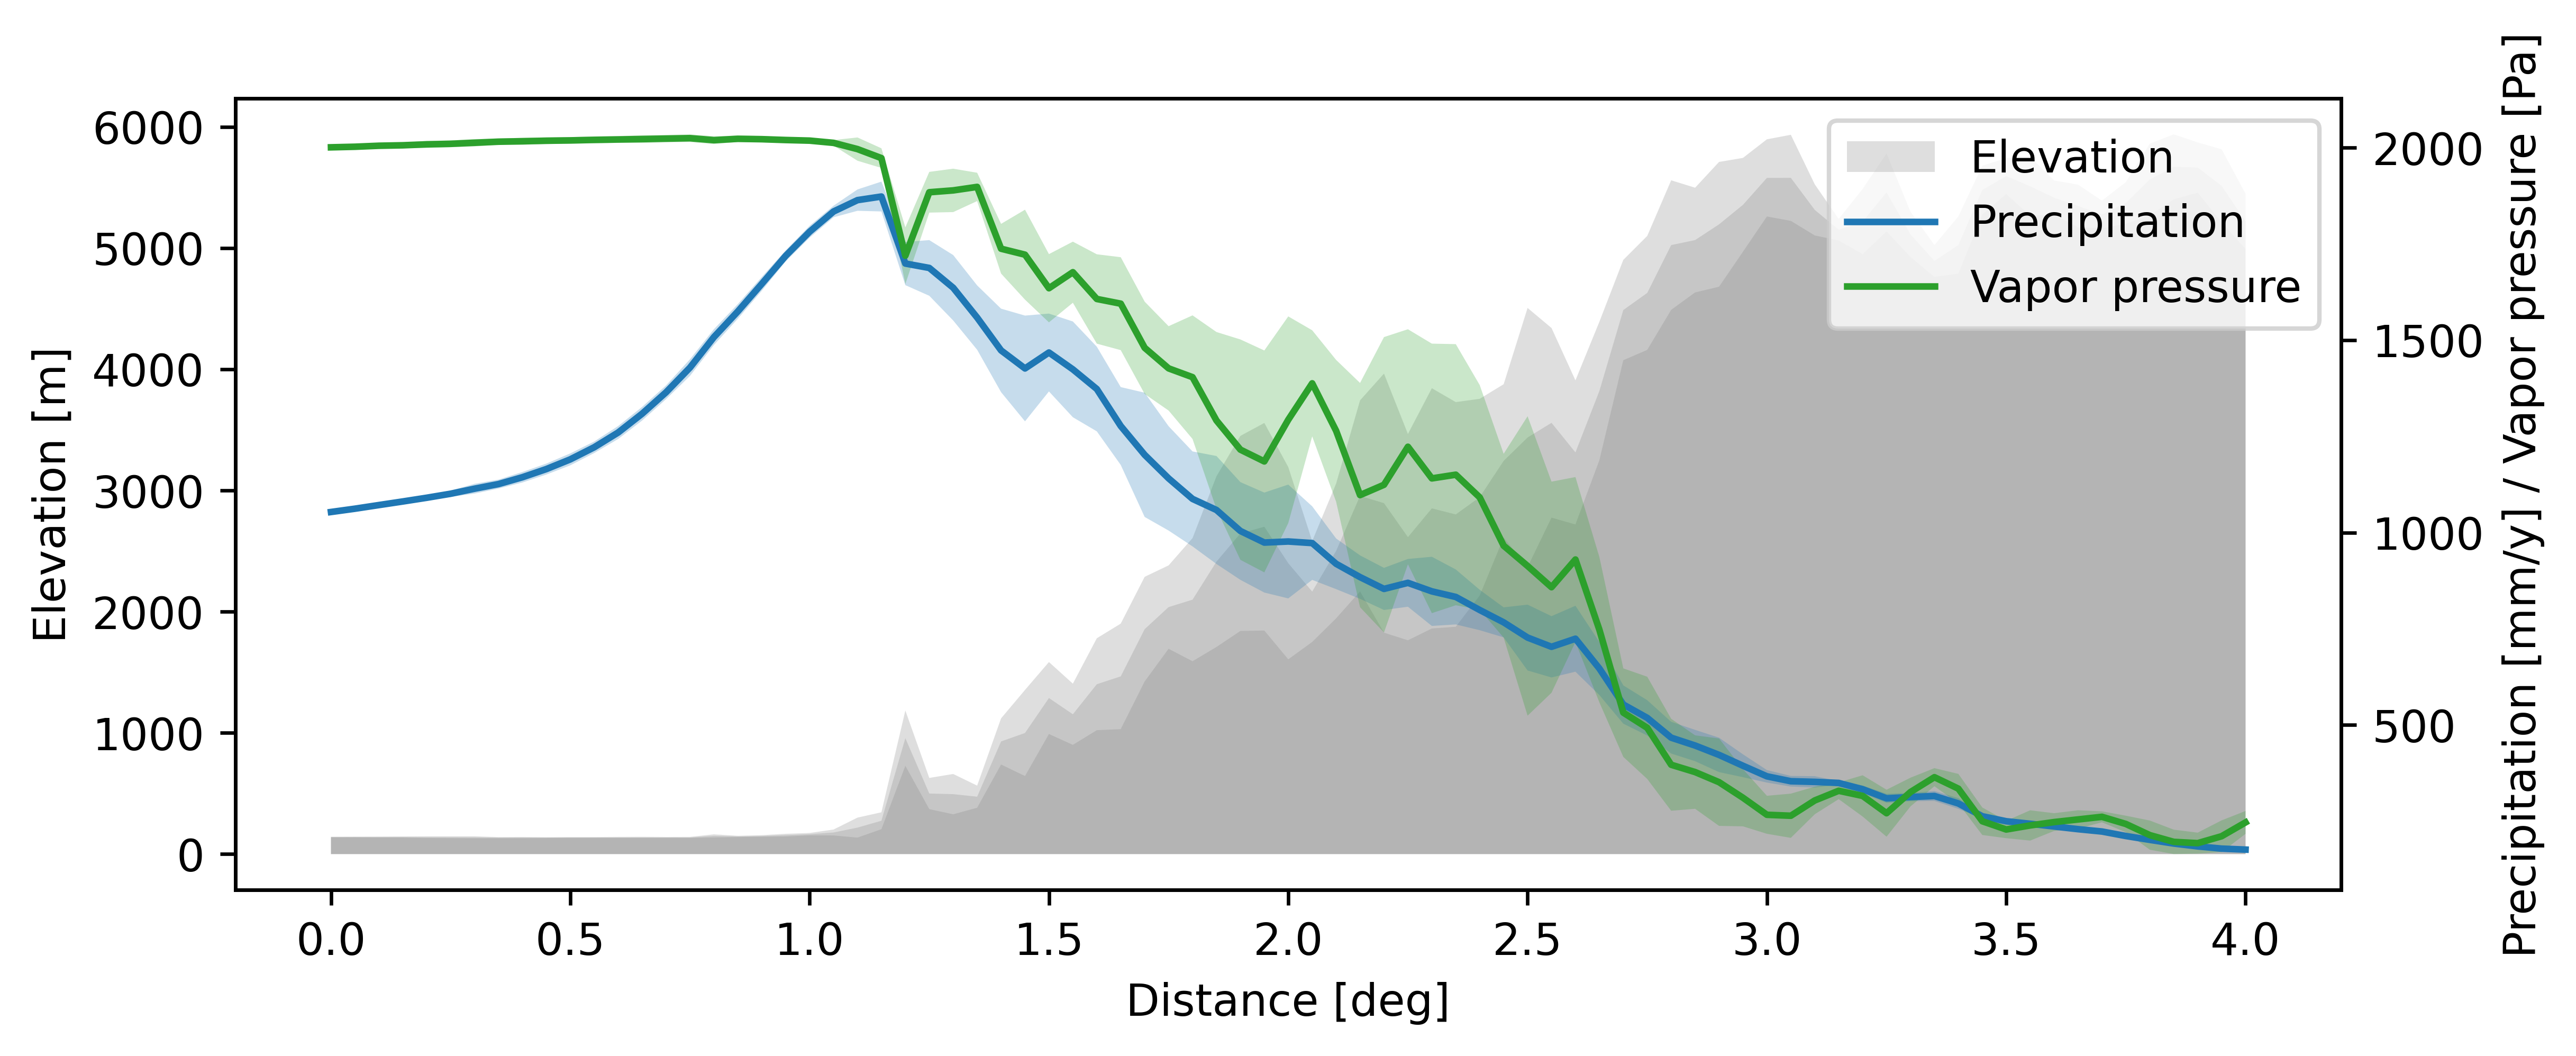 Elevation [m]
6000
5000
4000
3000
2000
1000
0
0.0 0.5 1.0 1.5 2.0 2.5 3.0 3.5 4.0
Distance [deg]
Elevation
Precipitation
Vapor pressure
2000
1500
1000
500
Precipitation [mm/y] / Vapor pressure [Pa]